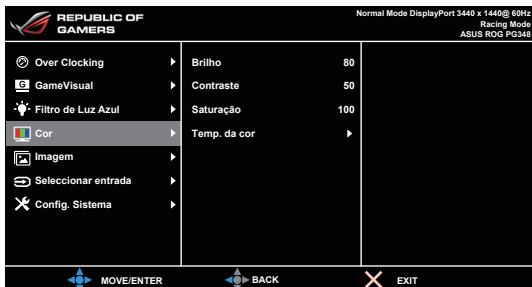 REPUBLIC OF
GAMERS
Normal Mode DisplayPort 3440 x 1440@ 60Hz
Racing Mode
ASUS ROG PG348
Over Clocking
G GameVisual
Filtro de Luz Azul
Cor
Imagem
Seleccionar entrada
Config. Sistema
Brilho 80
Contraste 50
Saturação 100
Temp. da cor
MOVE/ENTER BACK EXIT